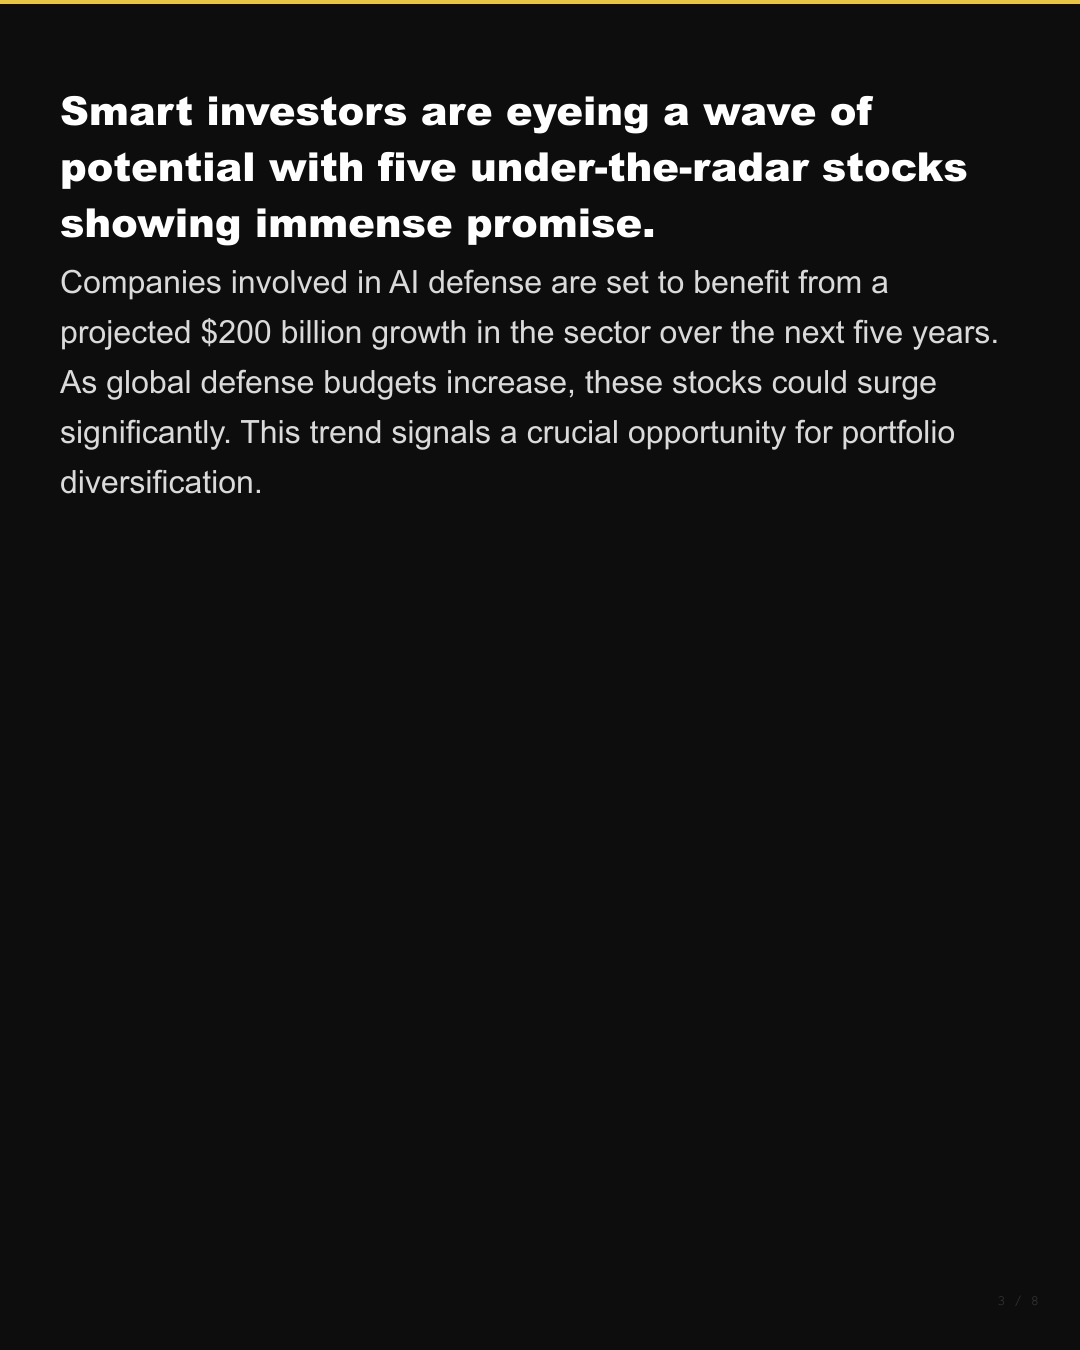 Smart investors are eyeing a wave of
potential with five under-the-radar stocks
showing immense promise.
Companies involved in AI defense are set to benefit from a
projected $200 billion growth in the sector over the next five years.
As global defense budgets increase, these stocks could surge
significantly. This trend signals a crucial opportunity for portfolio
diversification.
3 / 8